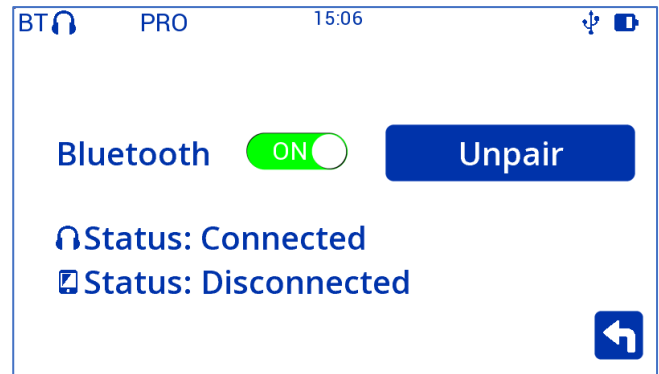 BT PRO 15:06
Bluetooth ON Unpair
Status: Connected
Status: Disconnected